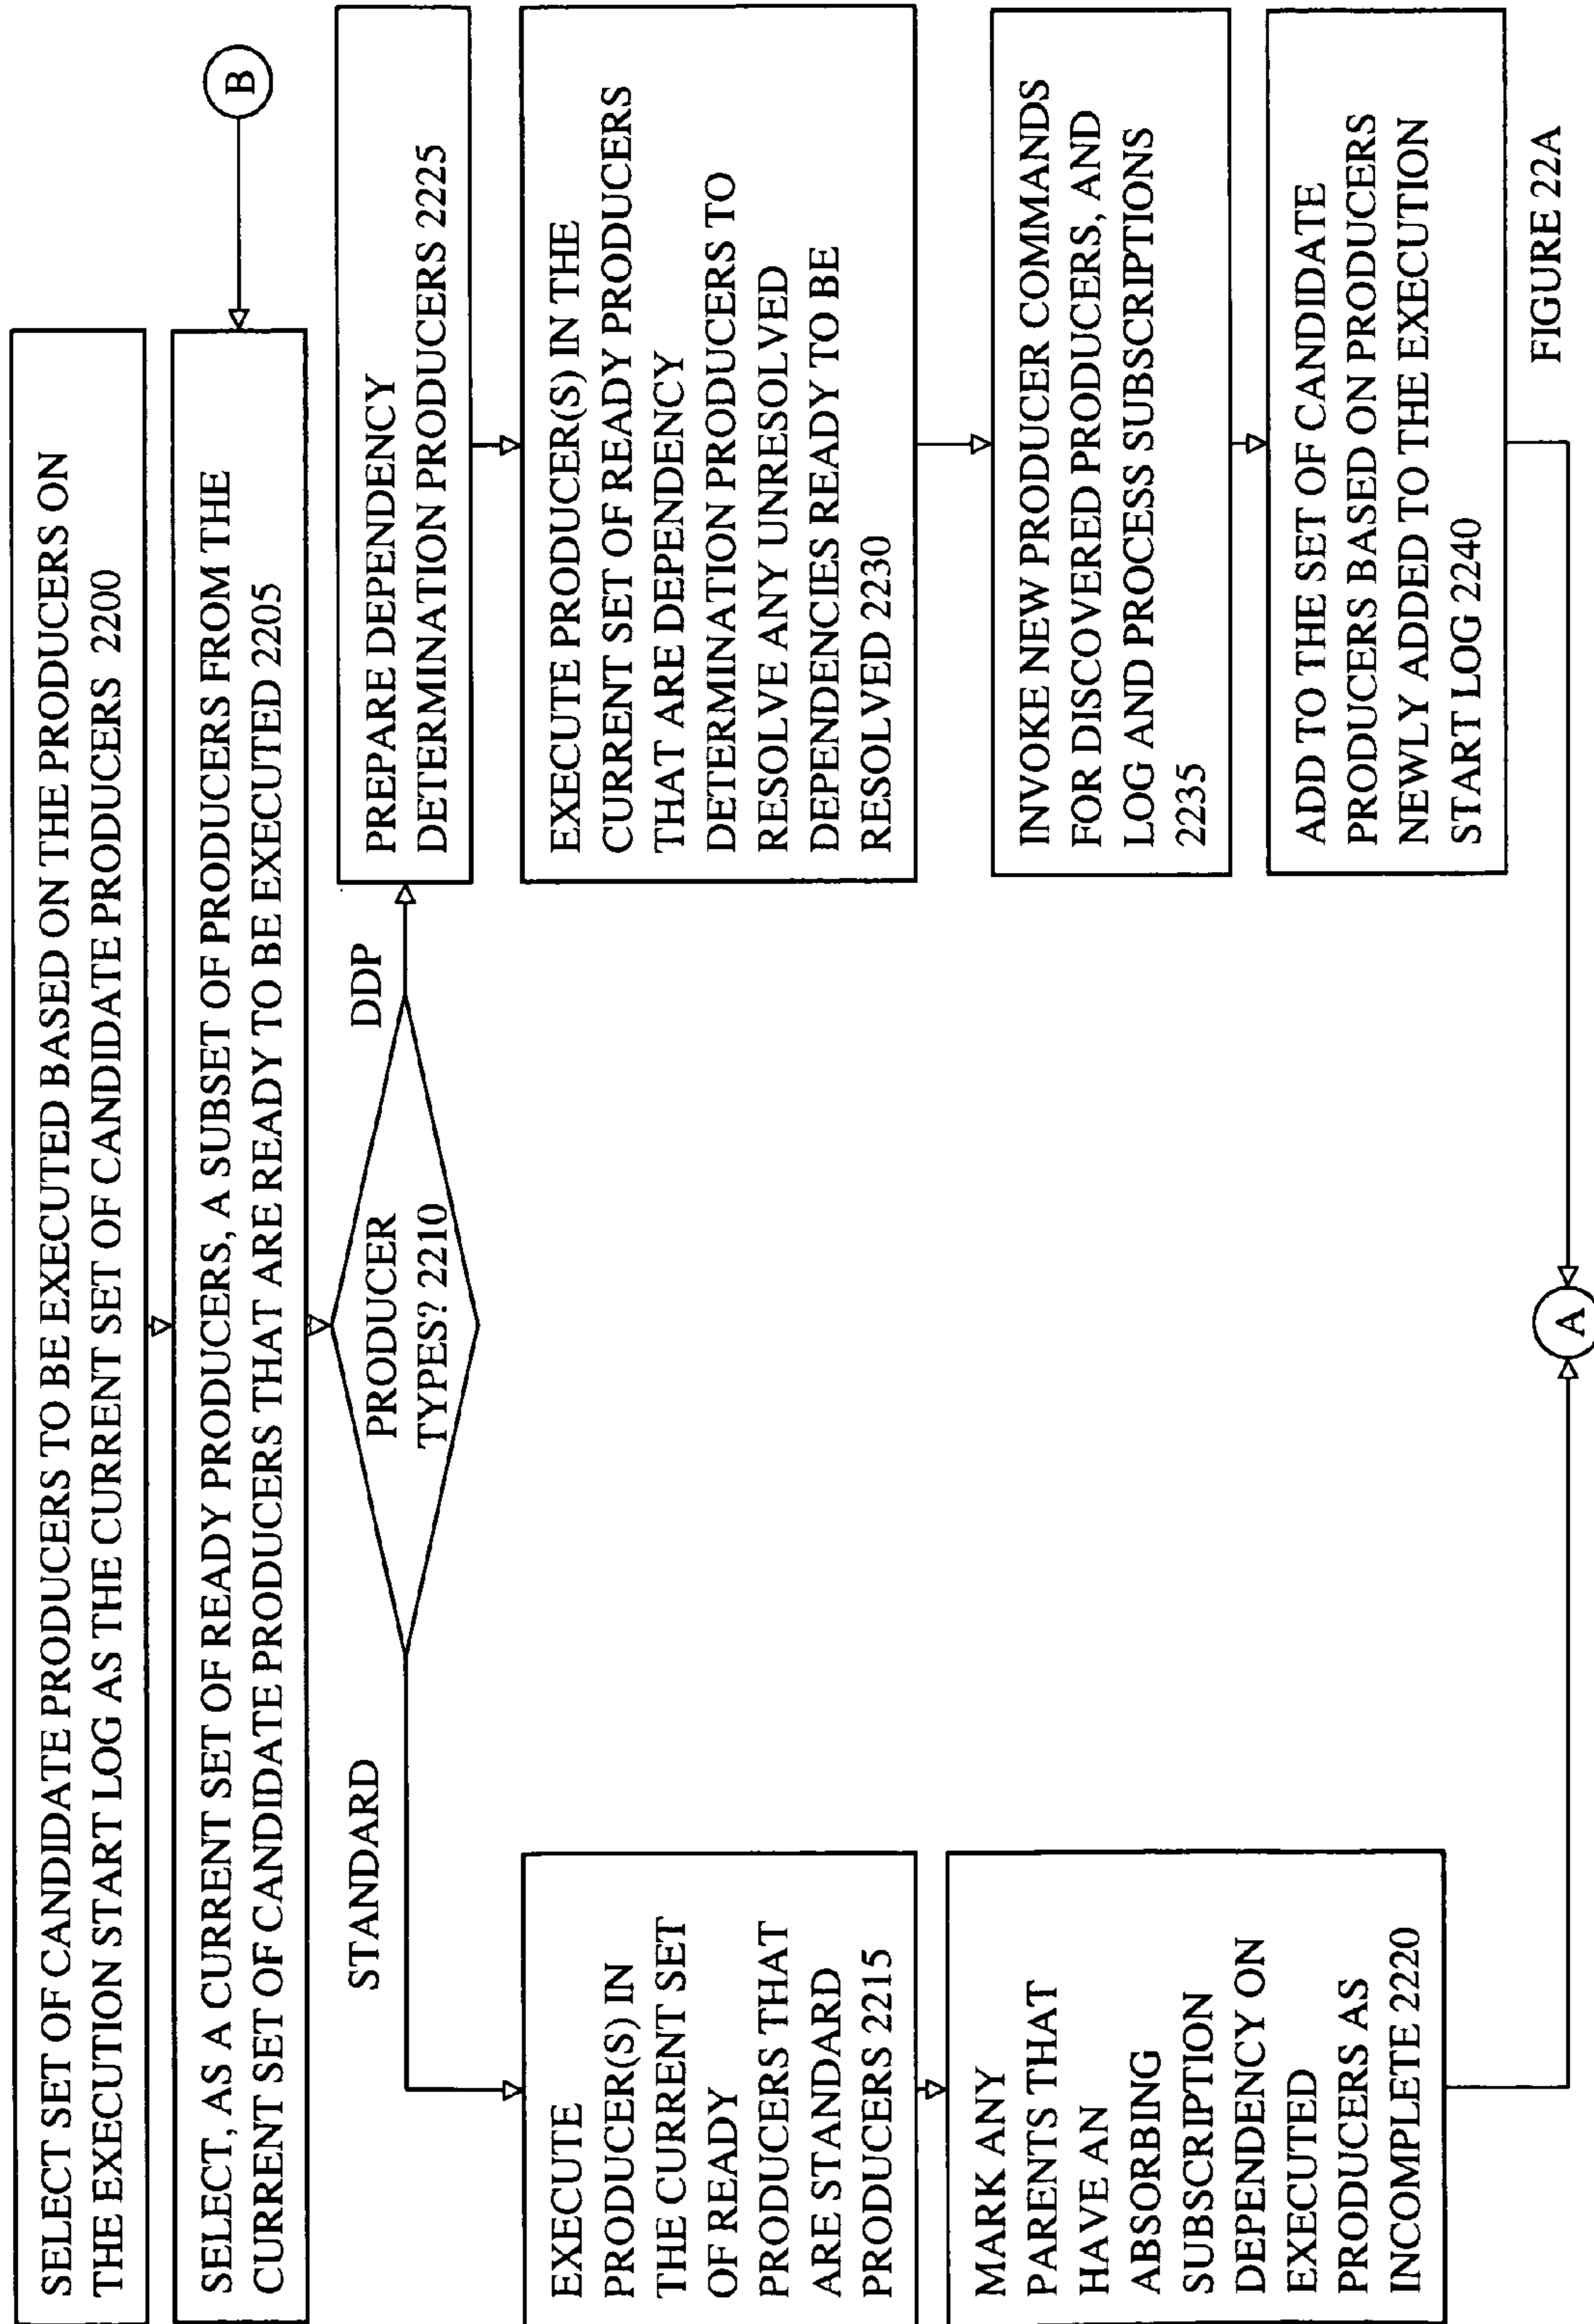 SELECT SET OF CANDIDATE PRODUCERS TO BE EXECUTED BASED ON THE PRODUCERS ON
THE EXECUTION START LOG AS THE CURRENT SET OF CANDIDATE PRODUCERS 2200
SELECT, AS A CURRENT SET OF READY PRODUCERS, A SUBSET OF PRODUCERS FROM THE
CURRENT SET OF CANDIDATE PRODUCERS THAT ARE READY TO BE EXECUTED 2205
B
PRODUCER
TYPES? 2210
STANDARD
DDP
EXECUTE
PRODUCER(S) IN
THE CURRENT SET
OF READY
PRODUCERS THAT
ARE STANDARD
PRODUCERS 2215
MARK ANY
PARENTS THAT
HAVE AN
ABSORBING
SUBSCRIPTION
DEPENDENCY ON
EXECUTED
PRODUCERS AS
INCOMPLETE 2220
PREPARE DEPENDENCY
DETERMINATION PRODUCERS 2225
EXECUTE PRODUCER(S) IN THE
CURRENT SET OF READY PRODUCERS
THAT ARE DEPENDENCY
DETERMINATION PRODUCERS TO
RESOLVE ANY UNRESOLVED
DEPENDENCIES READY TO BE
RESOLVED 2230
INVOKE NEW PRODUCER COMMANDS
FOR DISCOVERED PRODUCERS, AND
LOG AND PROCESS SUBSCRIPTIONS
2235
ADD TO THE SET OF CANDIDATE
PRODUCERS BASED ON PRODUCERS
NEWLY ADDED TO THE EXECUTION
START LOG 2240
A
FIGURE 22A